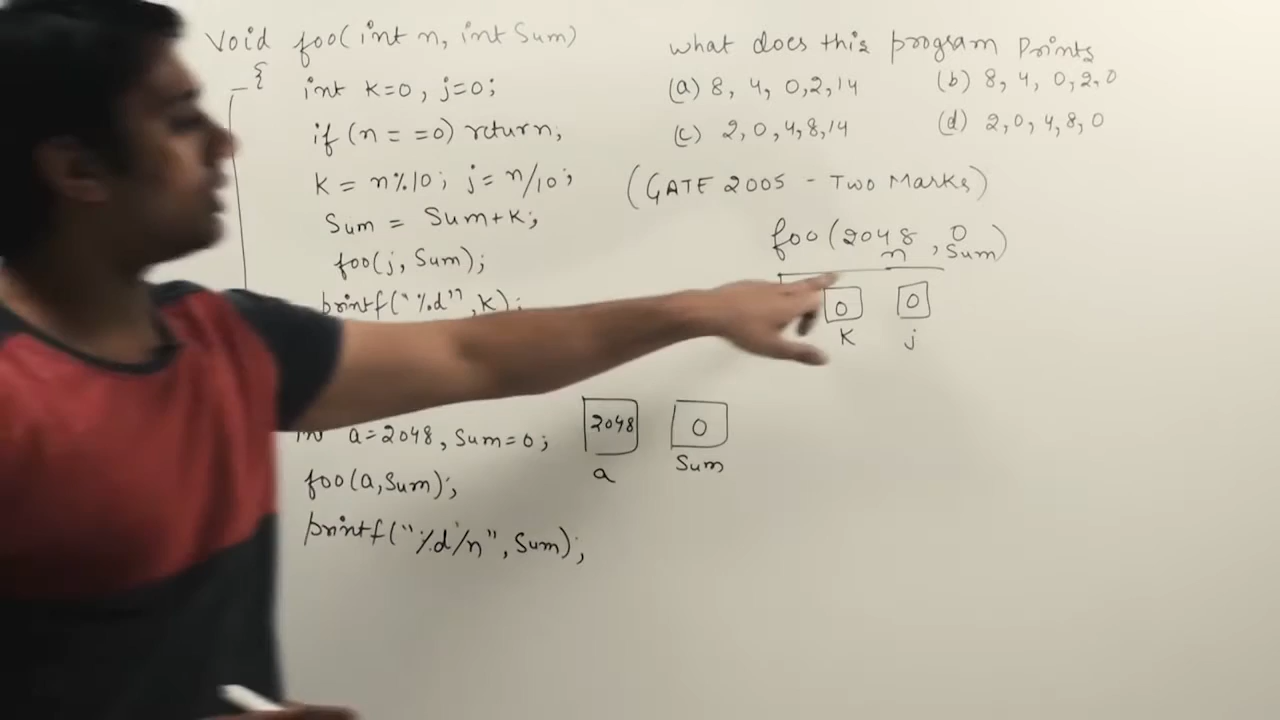 void foo(int n, int Sum)
{
int k=0, j=0;
if (n==0) return,
k = n%10; j = n/10;
Sum = Sum+k;
foo(j, Sum);
printf("%d", k);
a=2048, Sum=0;
foo(a,Sum);
printf("%d/n", Sum);
what does this program prints
(a) 8, 4, 0,2,14 (b) 8, 4, 0,2,0
(c) 2,0,4,8,14 (d) 2,0,4,8,0
(GATE 2005 - Two Marks)
foo(2048, 0)
n Sum
0 0
k j
2048 0
a Sum